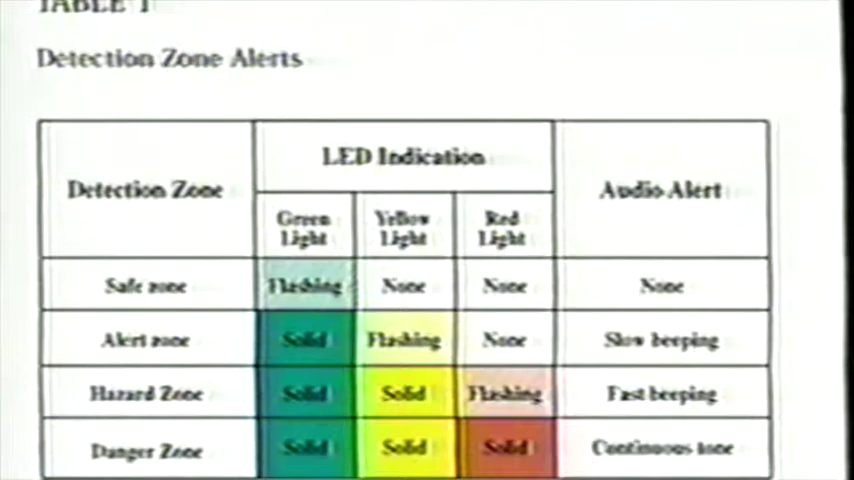 TABLE 1
Detection Zone Alerts
Detection Zone
LED Indication
Audio Alert
Green Light
Yellow Light
Red Light
Safe zone Flashing None None None
Alert zone Solid Flashing None Slow beeping
Hazard Zone Solid Solid Flashing Fast beeping
Danger Zone Solid Solid Solid Continuous tone